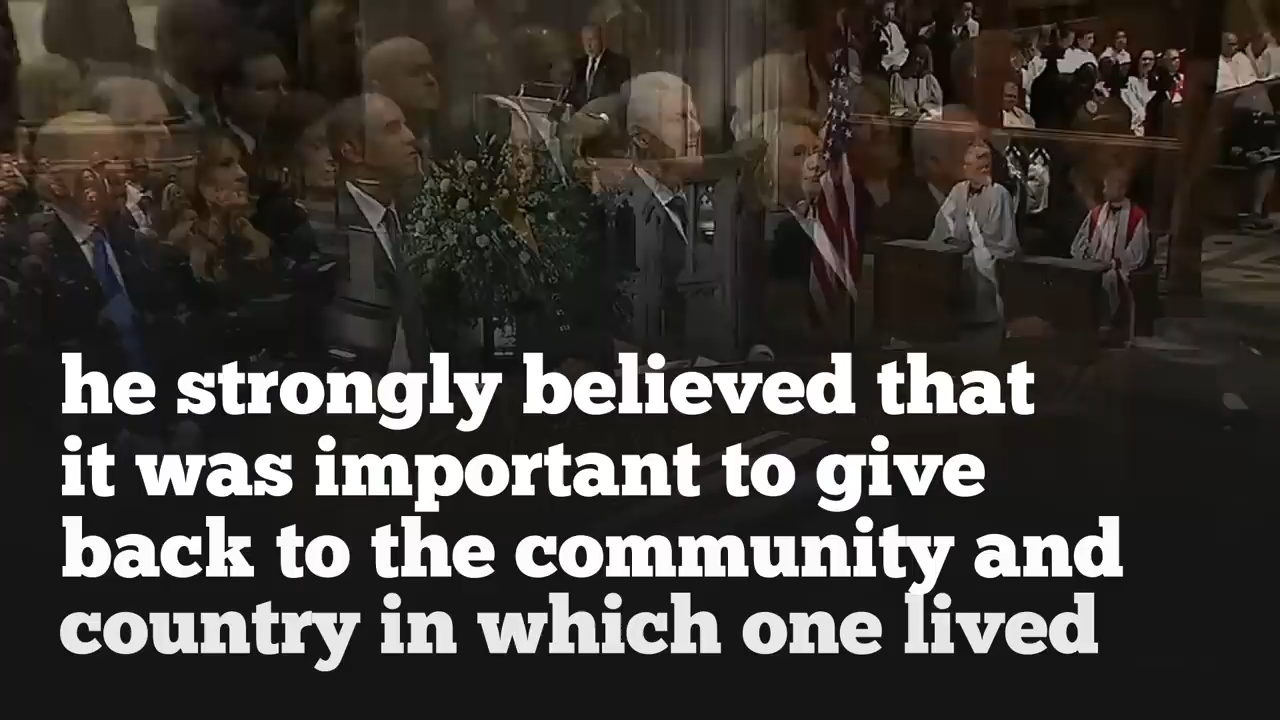 he strongly believed that
it was important to give
back to the community and
country in which one lived